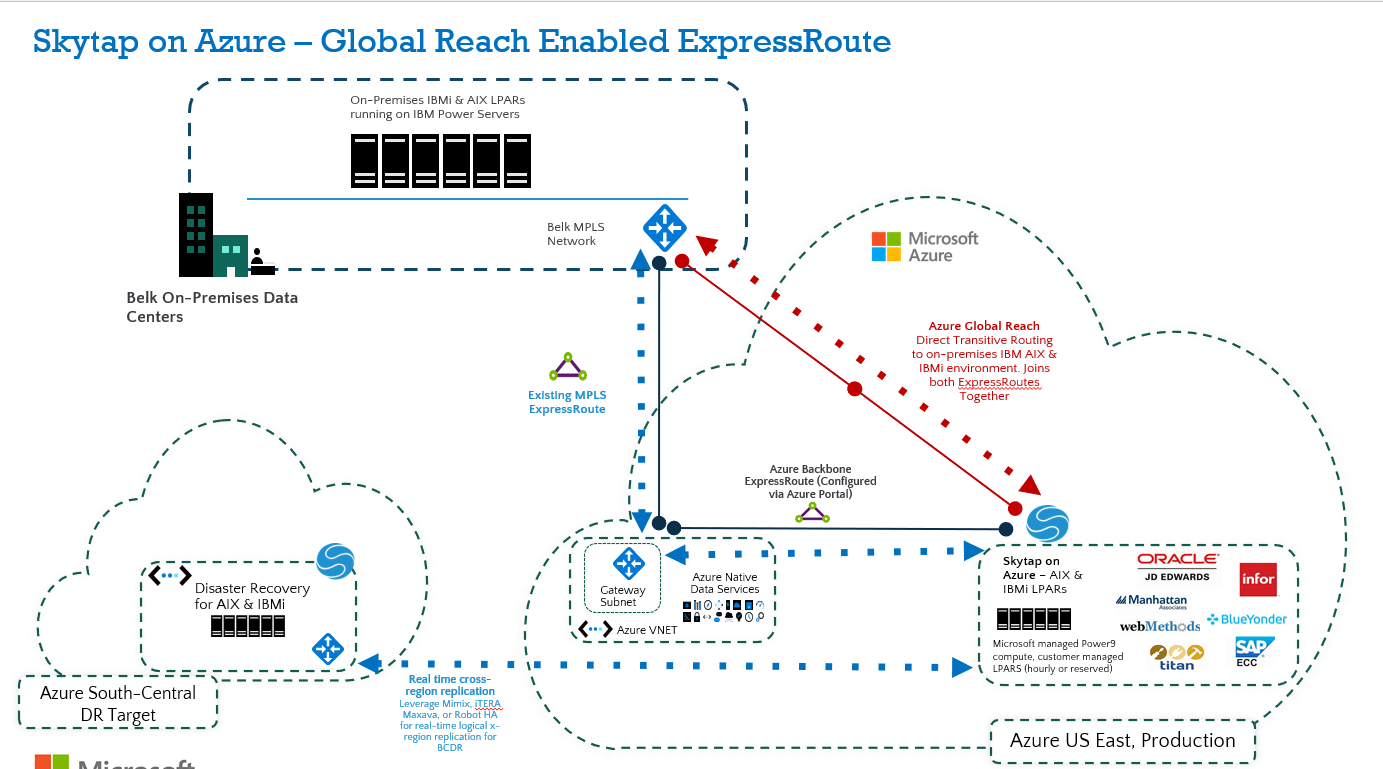 Skytap on Azure – Global Reach Enabled ExpressRoute
On-Premises IBMi & AIX LPARs
running on IBM Power Servers
Belk MPLS
Network
Belk On-Premises Data
Centers
Microsoft
Azure
Azure Global Reach
Direct Transitive Routing
to on-premises IBM AIX &
IBMi environment. Joins
both ExpressRoutes
Together
Existing MPLS
ExpressRoute
Azure Backbone
ExpressRoute (Configured
via Azure Portal)
Disaster Recovery
for AIX & IBMi
Azure South-Central
DR Target
Gateway
Subnet
Azure Native
Data Services
Azure VNET
Real time cross-
region replication
Leverage Mimix, iTERA
Maxava, or Robot HA
for real-time logical x-
region replication for
BCDR
Skytap on
Azure – AIX &
IBMi LPARs
Microsoft managed Power9
compute, customer managed
LPARS (hourly or reserved)
ORACLE
JD EDWARDS
infor
Manhattan
Associates
webMethods
BlueYonder
titan
SAP
ECC
Azure US East, Production
Microsoft